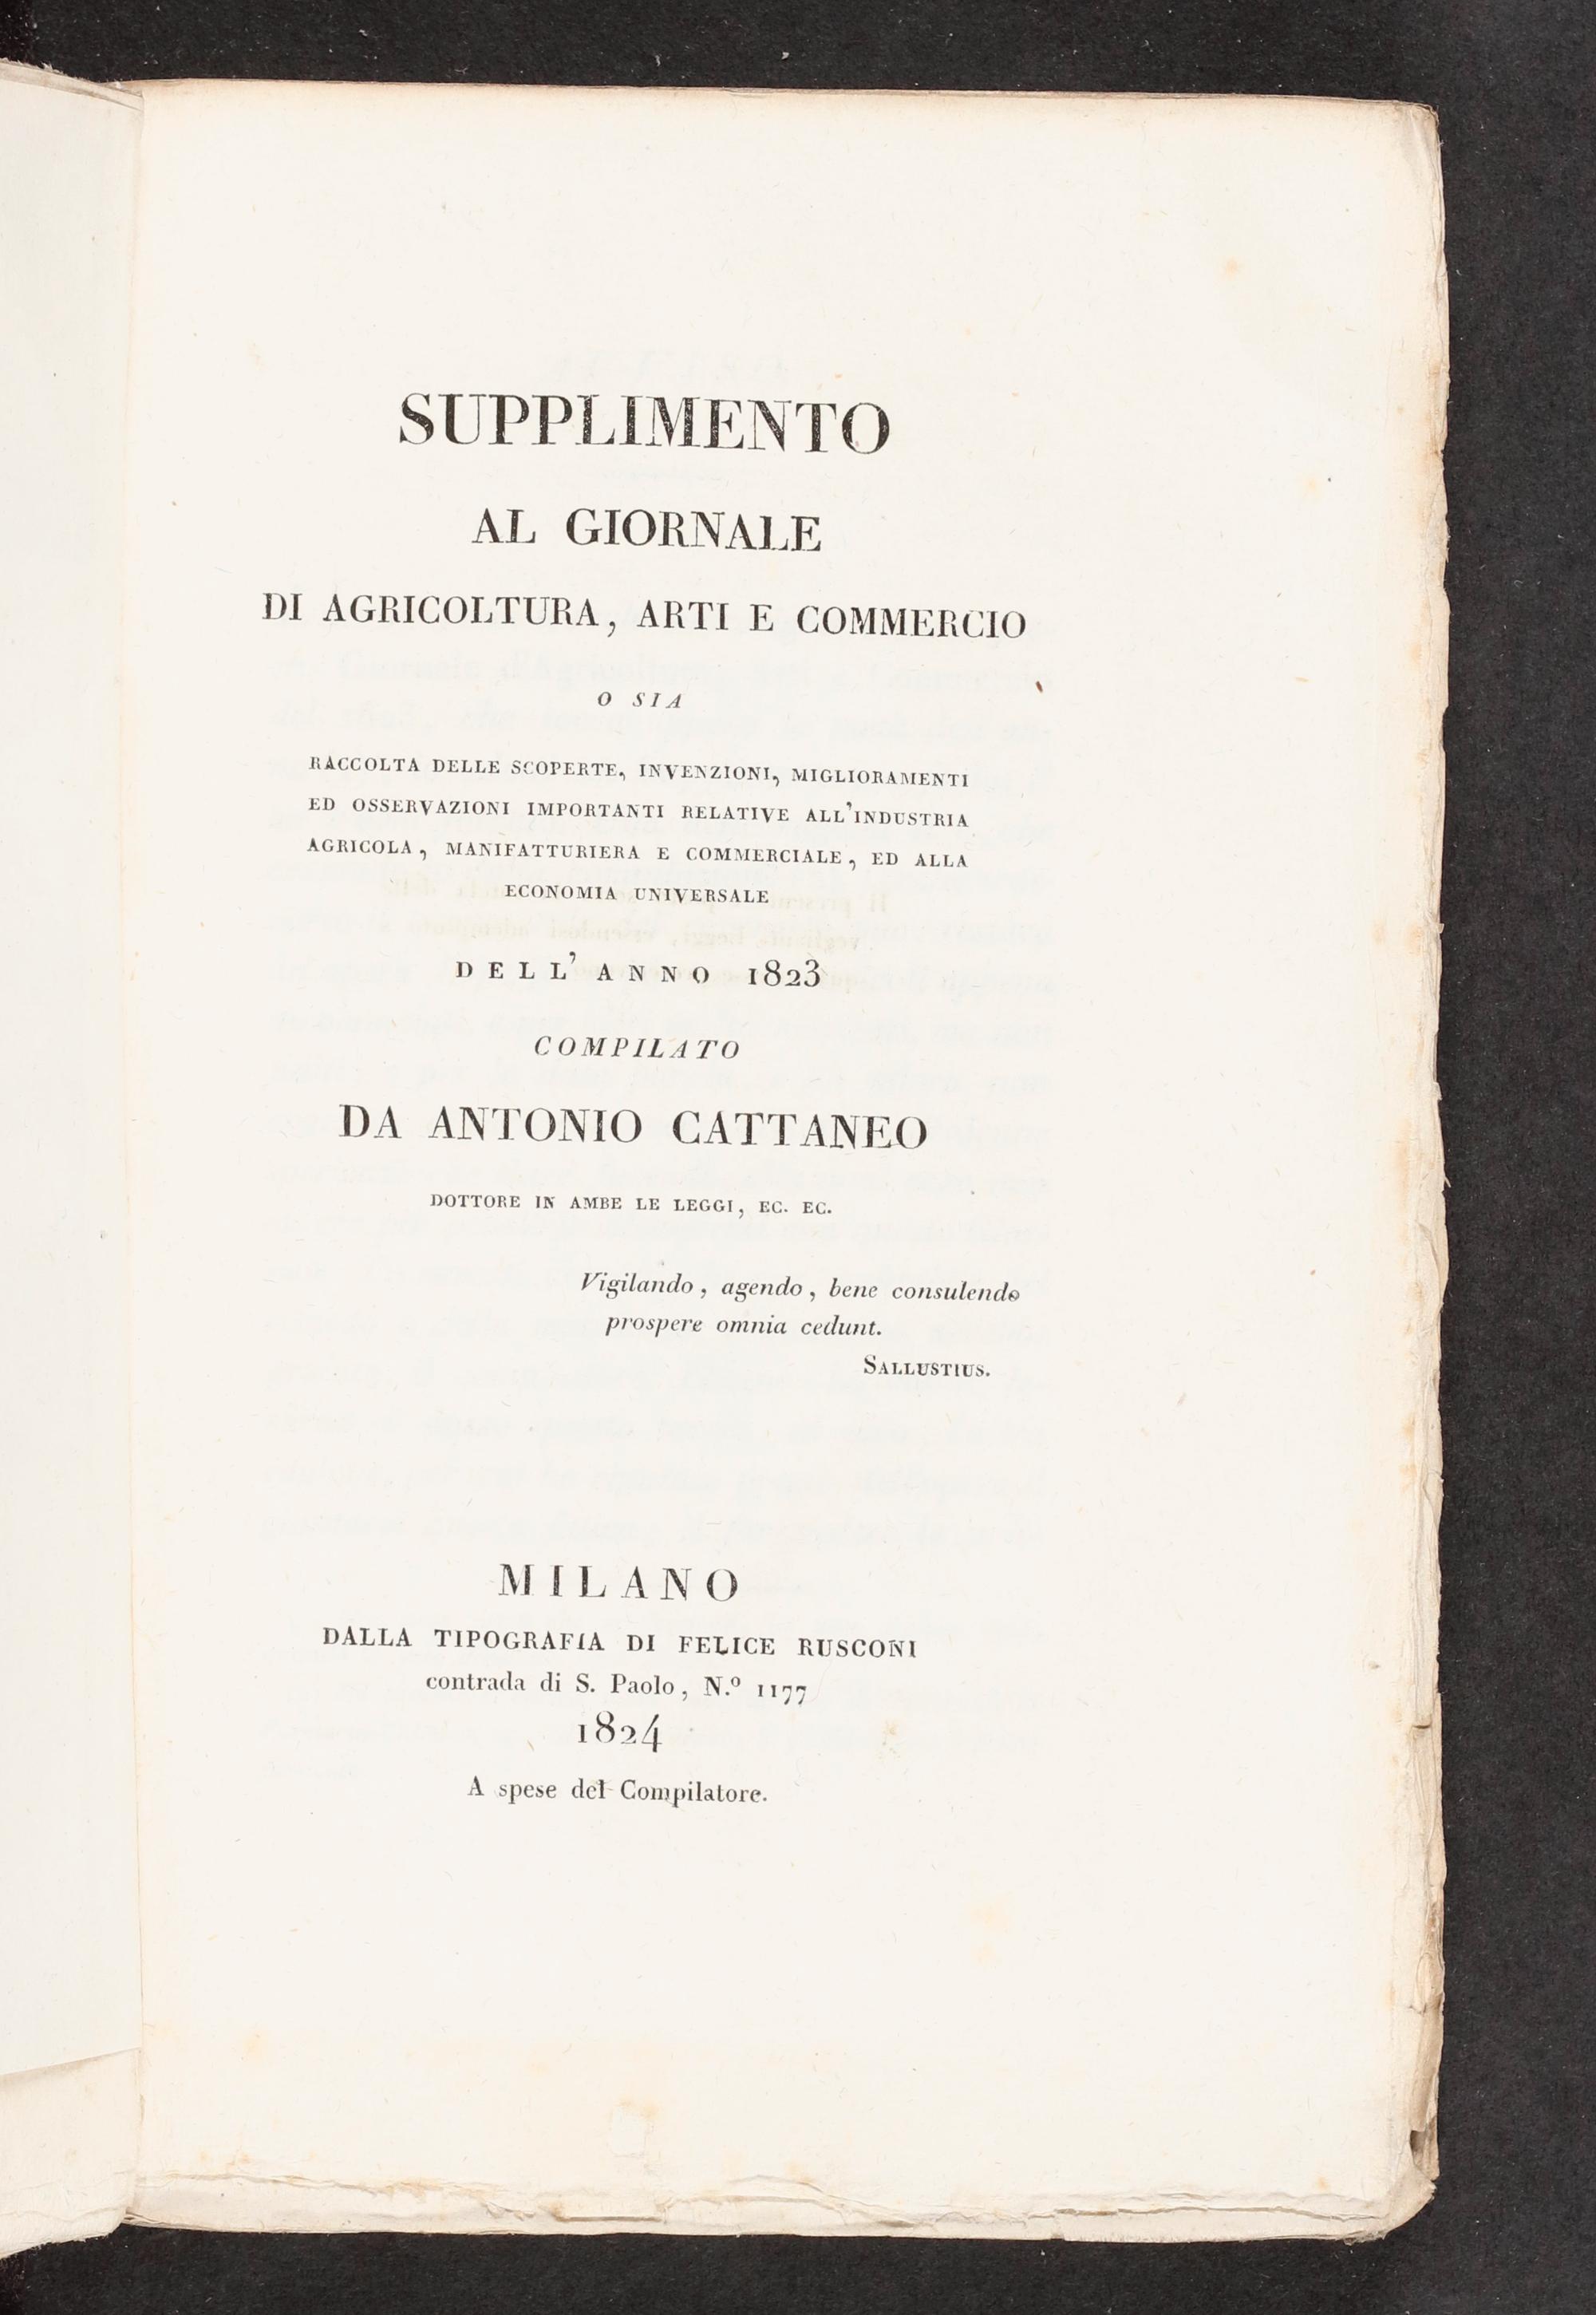 SUPPLIMENTO
AL GIORNALE
DI AGRICOLTURA, ARTI E COMMERCIO
O SIA
RACCOLTA DELLE SCOPERTE, INVENZIONI, MIGLIORAMENTI
ED OSSERVAZIONI IMPORTANTI RELATIVE ALL'INDUSTRIA
AGRICOLA, MANIFATTURIERA E COMMERCIALE, ED ALLA
ECONOMIA UNIVERSALE
DELL' ANNO 1823
COMPILATO
DA ANTONIO CATTANEO
DOTTORE IN AMBE LE LEGGI, EC. EC.
Vigilando, agendo, bene consulendo
prospere omnia cedunt.
SALLUSTIUS.
MILANO
DALLA TIPOGRAFIA DI FELICE RUSCONI
contrada di S. Paolo, N.º 1177
1824
A spese del Compilatore.